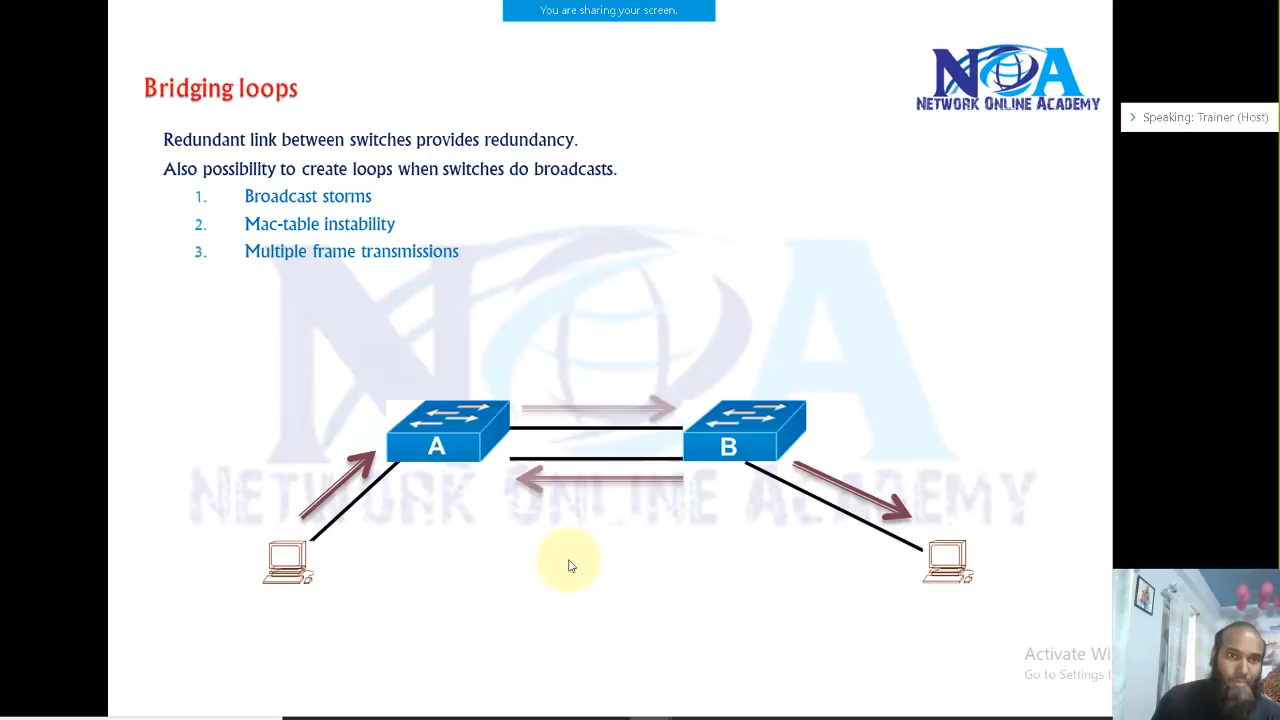 You are sharing your screen.
NOA
NETWORK ONLINE ACADEMY
Speaking: Trainer (Host)
Bridging loops
Redundant link between switches provides redundancy.
Also possibility to create loops when switches do broadcasts.
1. Broadcast storms
2. Mac-table instability
3. Multiple frame transmissions
NOA
A
B
NETWORK ONLINE ACADEMY
Activate Wi
Go to Settings t